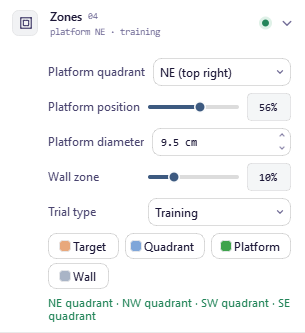 Zones 04
platform NE · training
Platform quadrant NE (top right)
Platform position 56%
Platform diameter 9.5 cm
Wall zone 10%
Trial type Training
Target Quadrant Platform
Wall
NE quadrant · NW quadrant · SW quadrant · SE
quadrant